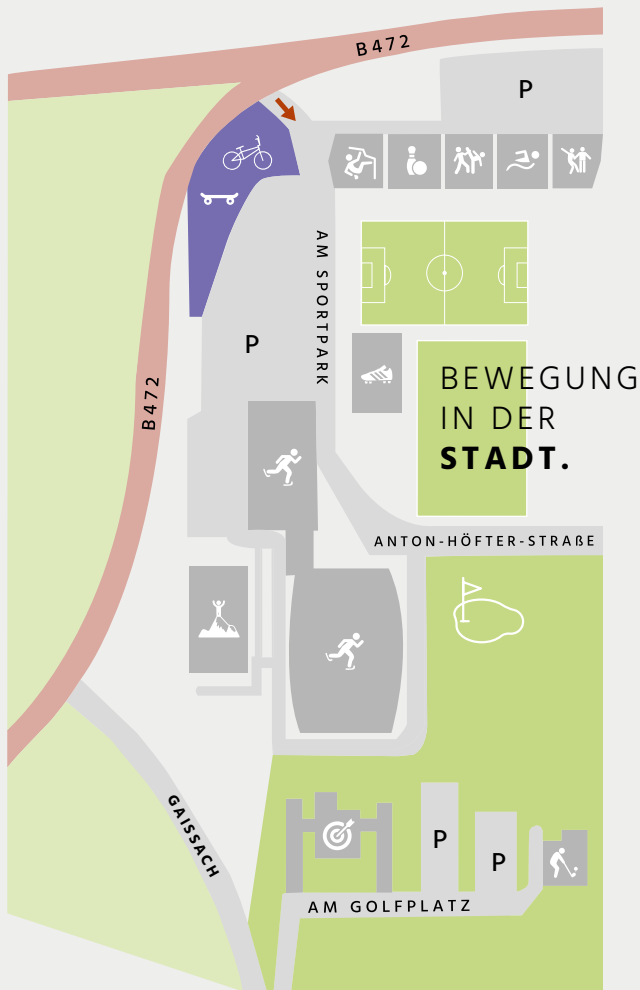 B472
P
AM SPORTPARK
P
BEWEGUNG
IN DER
STADT.
B472
ANTON-HÖFTER-STRAßE
GAISSACH
P
P
AM GOLFPLATZ